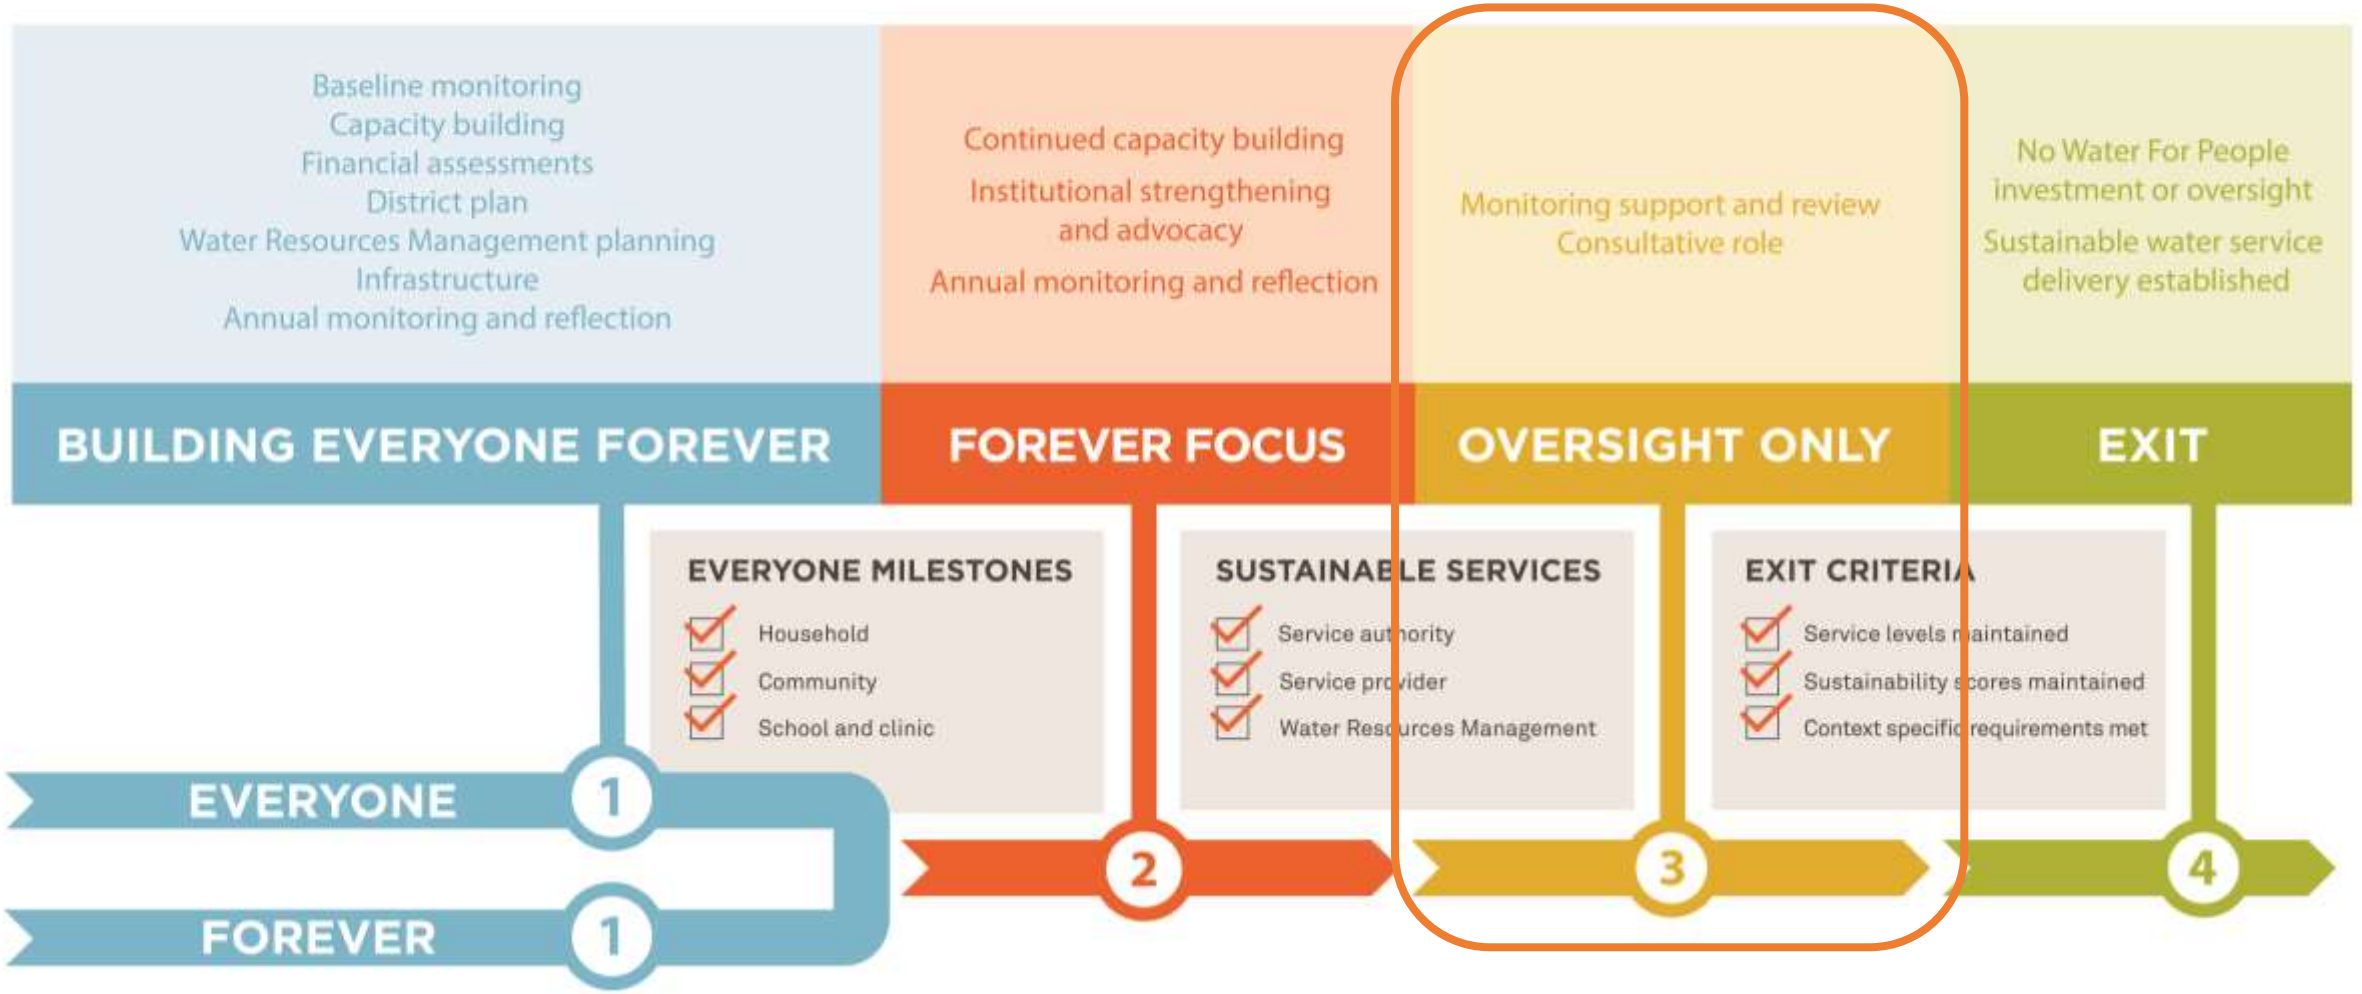 Baseline monitoring
Capacity building
Financial assessments
District plan
Water Resources Management planning
Infrastructure
Annual monitoring and reflection
Continued capacity building
Institutional strengthening
and advocacy
Annual monitoring and reflection
Monitoring support and review
Consultative role
No Water For People
investment or oversight
Sustainable water service
delivery established
BUILDING EVERYONE FOREVER
FOREVER FOCUS
OVERSIGHT ONLY
EXIT
EVERYONE MILESTONES
Household
Community
School and clinic
SUSTAINABLE SERVICES
Service authority
Service provider
Water Resources Management
EXIT CRITERIA
Service levels maintained
Sustainability scores maintained
Context specific requirements met
EVERYONE
1
FOREVER
1
2
3
4